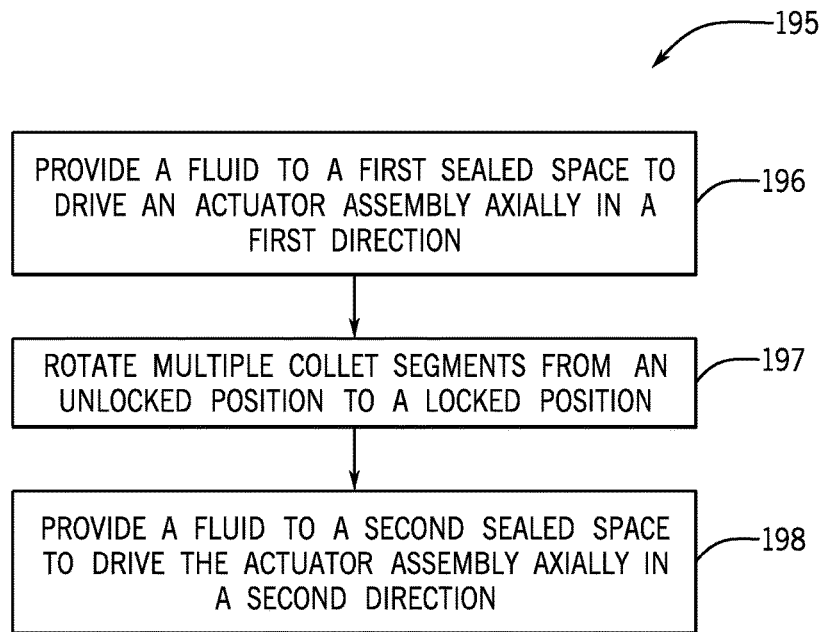 195
PROVIDE A FLUID TO A FIRST SEALED SPACE TO
DRIVE AN ACTUATOR ASSEMBLY AXIALLY IN A
FIRST DIRECTION
196
ROTATE MULTIPLE COLLET SEGMENTS FROM AN
UNLOCKED POSITION TO A LOCKED POSITION
197
PROVIDE A FLUID TO A SECOND SEALED SPACE
TO DRIVE THE ACTUATOR ASSEMBLY AXIALLY IN
A SECOND DIRECTION
198